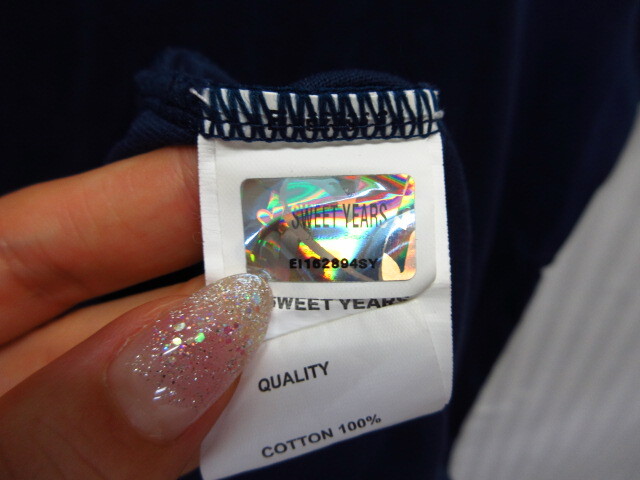 SWEET YEARS
EI162894SY
SWEET YEARS
QUALITY
COTTON 100%